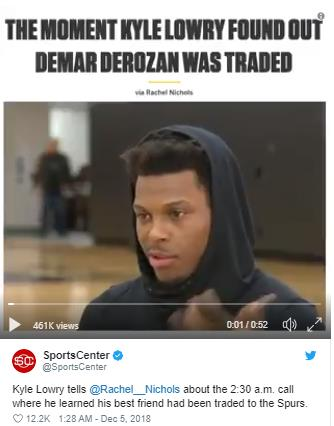 THE MOMENT KYLE LOWRY FOUND OUT
DEMAR DEROZAN WAS TRADED
via Rachel Nichols
461K views
0:01 / 0:52
SC
SportsCenter
@SportsCenter
Kyle Lowry tells @Rachel__Nichols about the 2:30 a.m. call
where he learned his best friend had been traded to the Spurs.
12.2K 1:28 AM - Dec 5, 2018